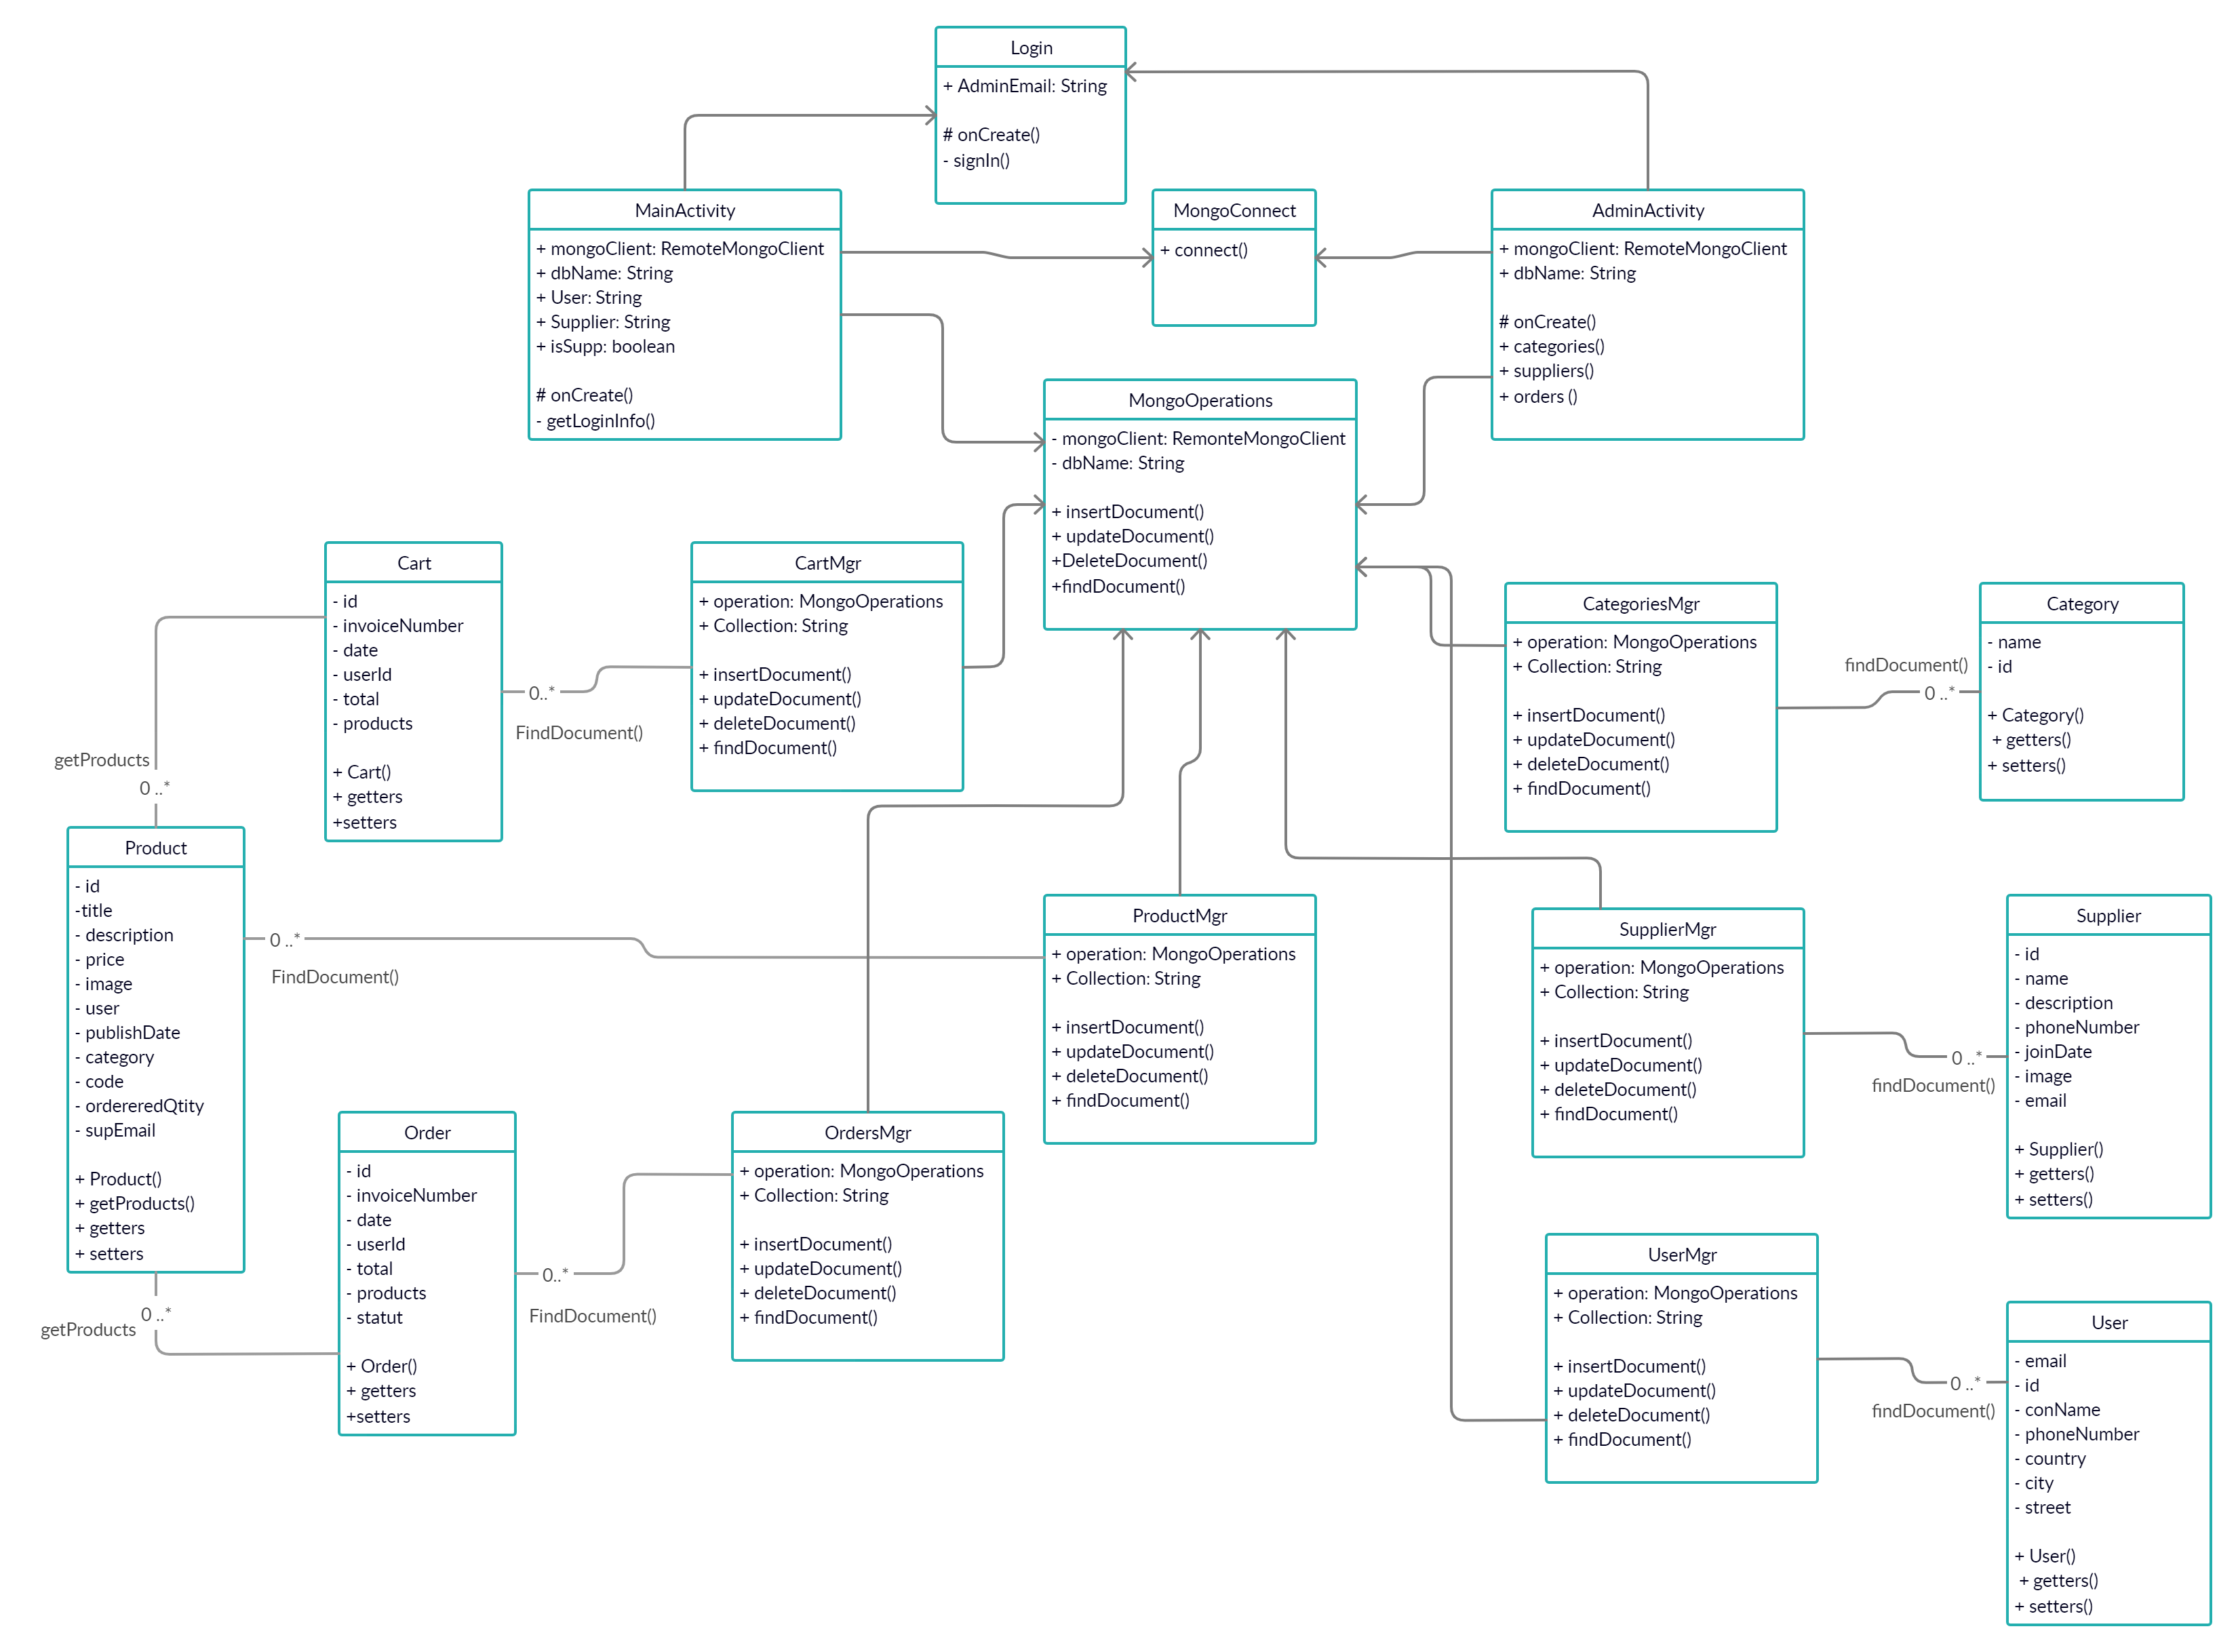 Login
+ AdminEmail: String
# onCreate()
- signIn()
MainActivity
+ mongoClient: RemoteMongoClient
+ dbName: String
+ User: String
+ Supplier: String
+ isSupp: boolean
# onCreate()
- getLoginInfo()
MongoConnect
+ connect()
AdminActivity
+ mongoClient: RemoteMongoClient
+ dbName: String
# onCreate()
+ categories()
+ suppliers()
+ orders ()
MongoOperations
- mongoClient: RemonteMongoClient
- dbName: String
+ insertDocument()
+ updateDocument()
+DeleteDocument()
+findDocument()
Cart
- id
- invoiceNumber
- date
- userId
- total
- products
+ Cart()
+ getters
+setters
0..*
FindDocument()
CartMgr
+ operation: MongoOperations
+ Collection: String
+ insertDocument()
+ updateDocument()
+ deleteDocument()
+ findDocument()
CategoriesMgr
+ operation: MongoOperations
+ Collection: String
+ insertDocument()
+ updateDocument()
+ deleteDocument()
+ findDocument()
findDocument()
0 ..*
Category
- name
- id
+ Category()
+ getters()
+ setters()
getProducts
0 ..*
Product
- id
-title
- description
- price
- image
- user
- publishDate
- category
- code
- ordereredQtity
- supEmail
+ Product()
+ getProducts()
+ getters
+ setters
0 ..*
FindDocument()
ProductMgr
+ operation: MongoOperations
+ Collection: String
+ insertDocument()
+ updateDocument()
+ deleteDocument()
+ findDocument()
SupplierMgr
+ operation: MongoOperations
+ Collection: String
+ insertDocument()
+ updateDocument()
+ deleteDocument()
+ findDocument()
0 ..*
findDocument()
Supplier
- id
- name
- description
- phoneNumber
- joinDate
- image
- email
+ Supplier()
+ getters()
+ setters()
0 ..*
getProducts
Order
- id
- invoiceNumber
- date
- userId
- total
- products
- statut
+ Order()
+ getters
+setters
0..*
FindDocument()
OrdersMgr
+ operation: MongoOperations
+ Collection: String
+ insertDocument()
+ updateDocument()
+ deleteDocument()
+ findDocument()
UserMgr
+ operation: MongoOperations
+ Collection: String
+ insertDocument()
+ updateDocument()
+ deleteDocument()
+ findDocument()
0 ..*
findDocument()
User
- email
- id
- conName
- phoneNumber
- country
- city
- street
+ User()
+ getters()
+ setters()